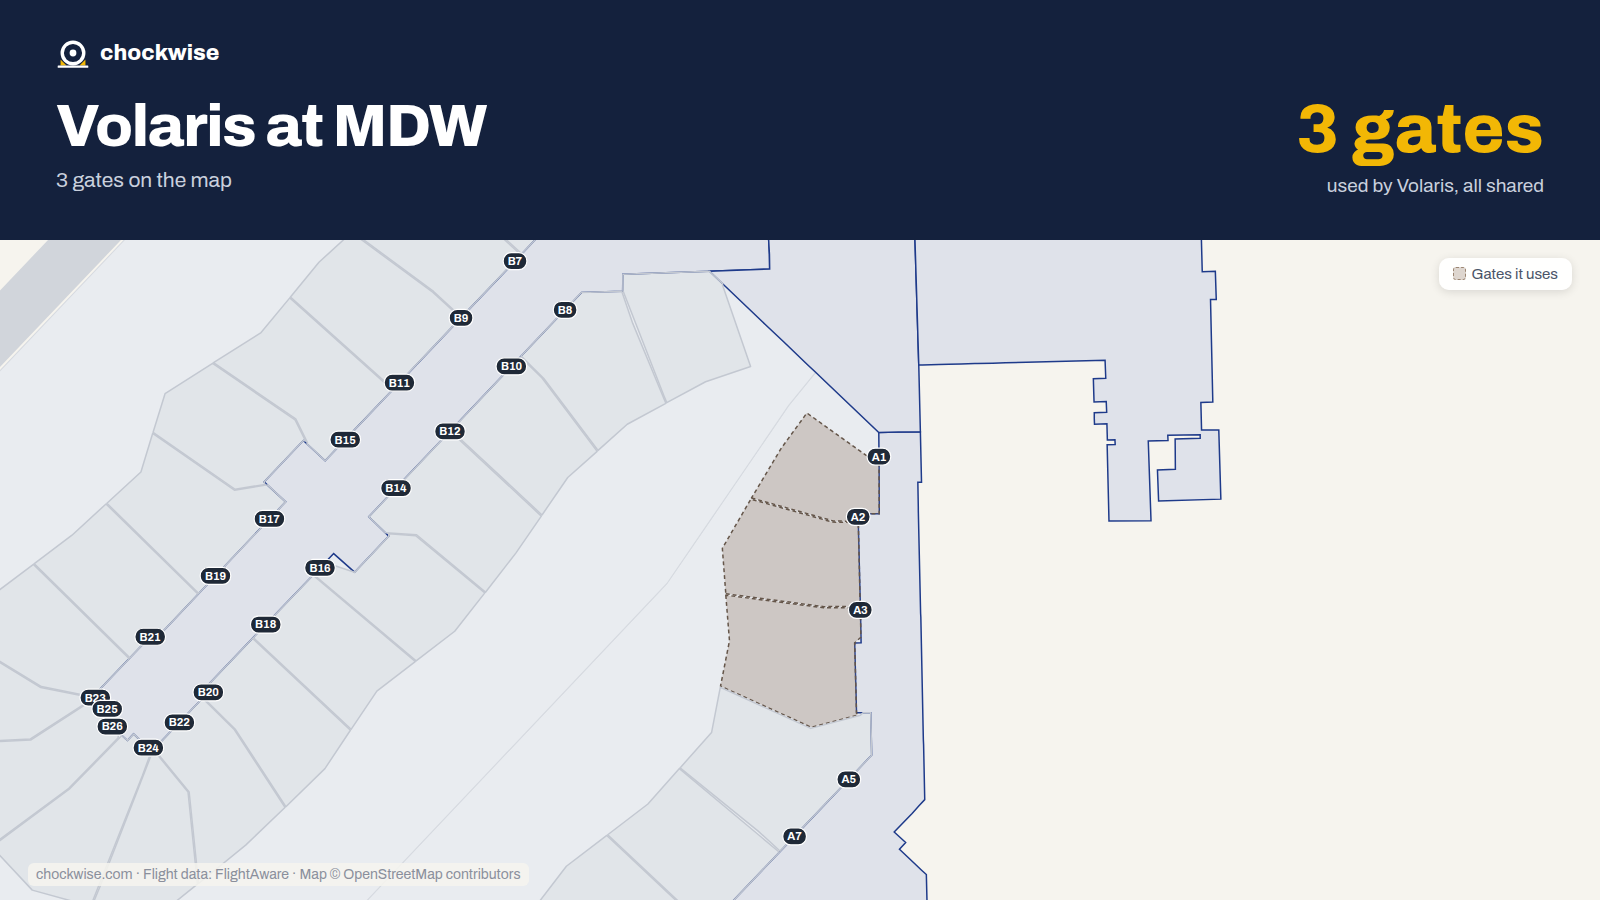 chockwise
Volaris at MDW
3 gates on the map
3 gates
used by Volaris, all shared
Gates it uses
B7
B9
B8
B10
B11
B12
B15
A1
B14
B17
A2
B16
B19
A3
B18
B21
B20
B23
B25
B22
B26
B24
A5
A7
chockwise.com · Flight data: FlightAware · Map © OpenStreetMap contributors